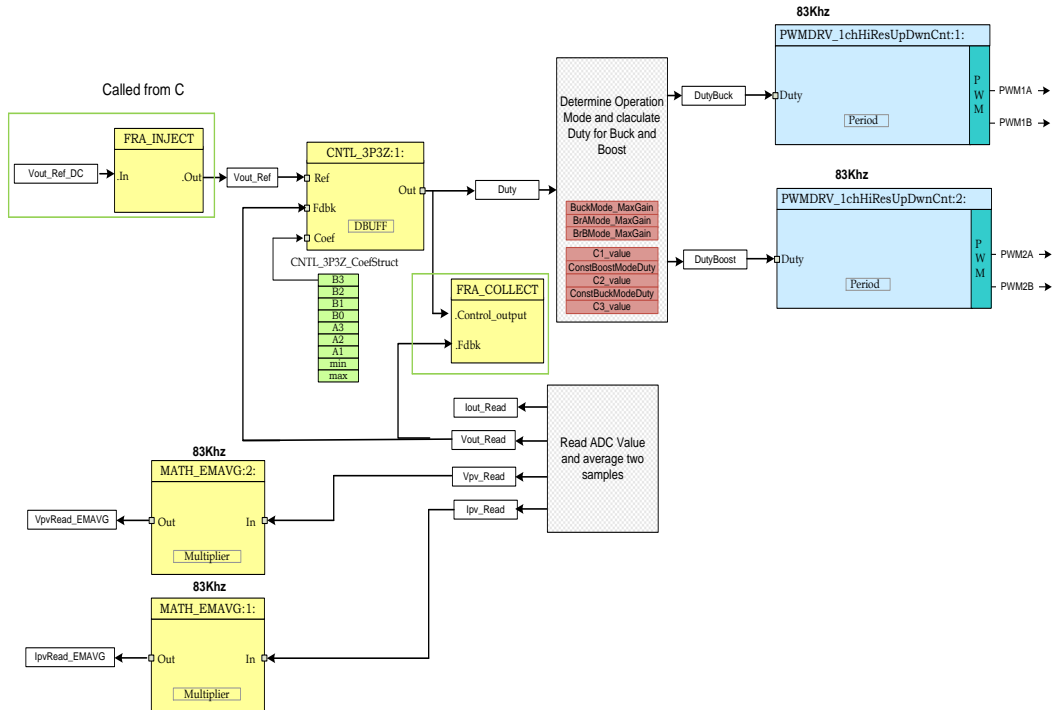 83Khz
PWMDRV_1chHiResUpDwnCnt:1:
Duty
Period
P
W
M
PWM1A
PWM1B
Called from C
FRA_INJECT
Vout_Ref_DC
.In
.Out
Vout_Ref
CNTL_3P3Z:1:
Ref
Out
Fdbk
DBUFF
Coef
CNTL_3P3Z_CoefStruct
B3
B2
B1
B0
A3
A2
A1
min
max
Duty
Determine Operation
Mode and claculate
Duty for Buck and
Boost
BuckMode_MaxGain
BrAMode_MaxGain
BrBMode_MaxGain
C1_value
ConstBoostModeDuty
C2_value
ConstBuckModeDuty
C3_value
DutyBuck
DutyBoost
83Khz
PWMDRV_1chHiResUpDwnCnt:2:
Duty
Period
P
W
M
PWM2A
PWM2B
FRA_COLLECT
.Control_output
.Fdbk
Iout_Read
Vout_Read
Vpv_Read
Ipv_Read
Read ADC Value
and average two
samples
83Khz
MATH_EMAVG:2:
VpvRead_EMAVG
Out
In
Multiplier
83Khz
MATH_EMAVG:1:
IpvRead_EMAVG
Out
In
Multiplier